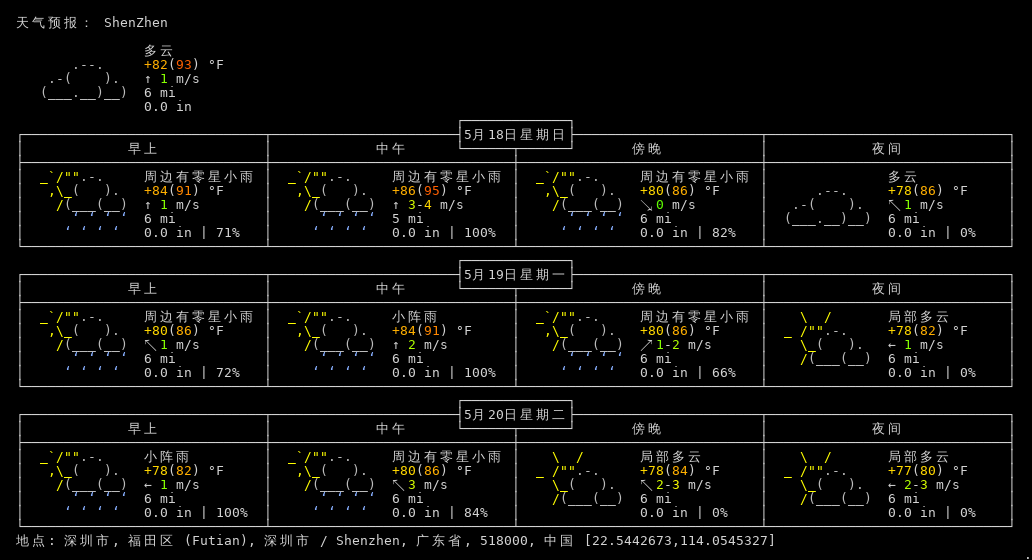 天气预报： ShenZhen
多云
+82(93) °F
↑ 1 m/s
6 mi
0.0 in
5月18日星期日
早上 中午 傍晚 夜间
周边有零星小雨 周边有零星小雨 周边有零星小雨 多云
+84(91) °F +86(95) °F +80(86) °F +78(86) °F
↑ 1 m/s ↑ 3-4 m/s ↘ 0 m/s ↖ 1 m/s
6 mi 5 mi 6 mi 6 mi
0.0 in | 71% 0.0 in | 100% 0.0 in | 82% 0.0 in | 0%
5月19日星期一
早上 中午 傍晚 夜间
周边有零星小雨 小阵雨 周边有零星小雨 局部多云
+80(86) °F +84(91) °F +80(86) °F +78(82) °F
↖ 1 m/s ↑ 2 m/s ↗ 1-2 m/s ← 1 m/s
6 mi 6 mi 6 mi 6 mi
0.0 in | 72% 0.0 in | 100% 0.0 in | 66% 0.0 in | 0%
5月20日星期二
早上 中午 傍晚 夜间
小阵雨 周边有零星小雨 局部多云 局部多云
+78(82) °F +80(86) °F +78(84) °F +77(80) °F
← 1 m/s ↖ 3 m/s ↖ 2-3 m/s ← 2-3 m/s
6 mi 6 mi 6 mi 6 mi
0.0 in | 100% 0.0 in | 84% 0.0 in | 0% 0.0 in | 0%
地点: 深圳市, 福田区 (Futian), 深圳市 / Shenzhen, 广东省, 518000, 中国 [22.5442673,114.0545327]